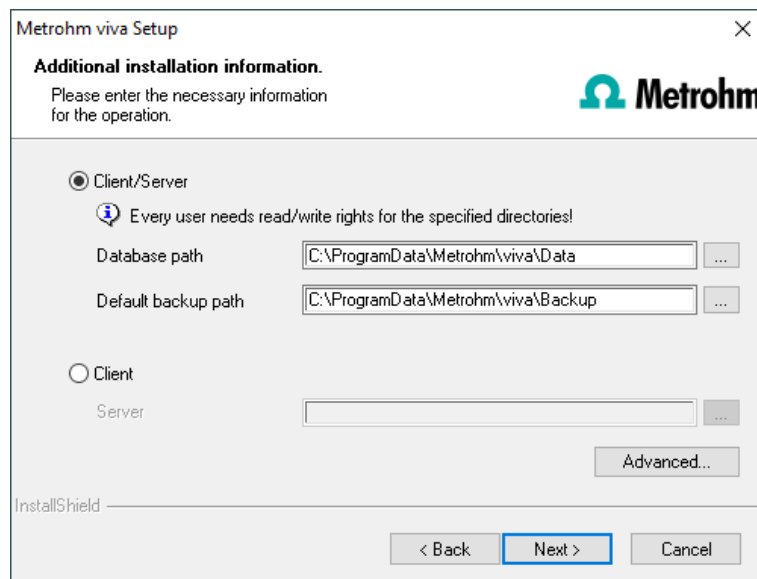 Metrohm viva Setup
Additional installation information.
Please enter the necessary information
for the operation.
Metrohm
Client/Server
Every user needs read/write rights for the specified directories!
Database path
C:\ProgramData\Metrohm\viva\Data
...
Default backup path
C:\ProgramData\Metrohm\viva\Backup
...
Client
Server
...
Advanced...
InstallShield
< Back
Next >
Cancel